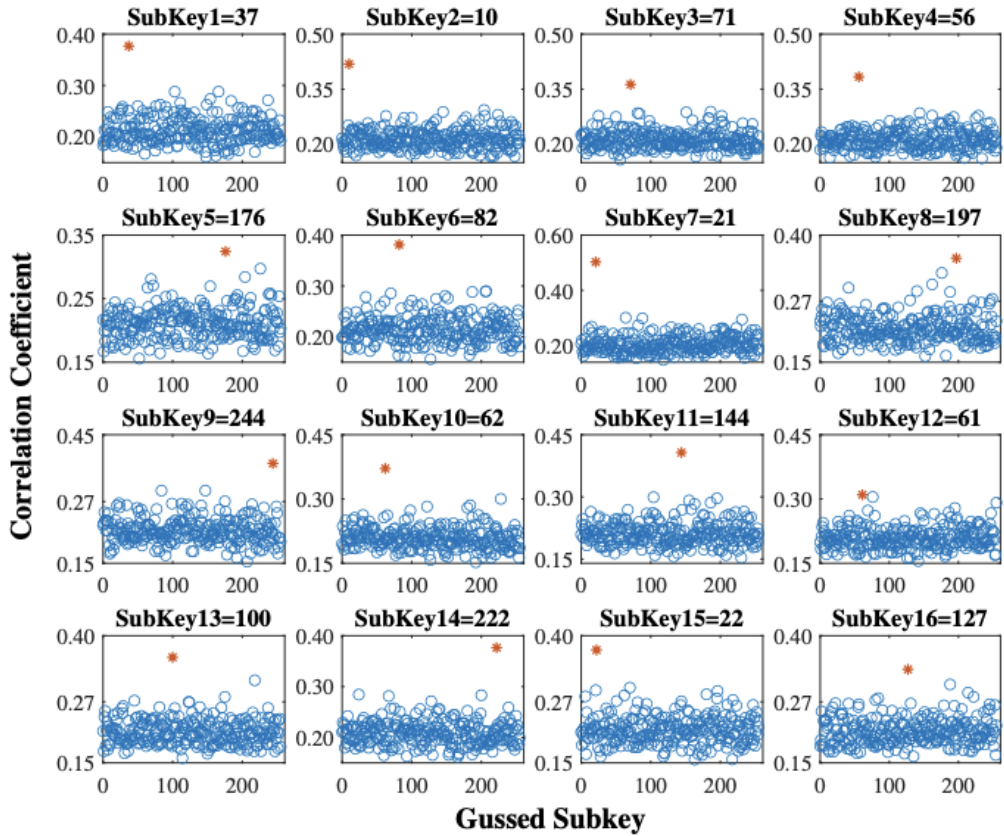 SubKey1=37 SubKey2=10 SubKey3=71 SubKey4=56
0.40 0.50 0.50 0.50
0.30 0.35 0.35 0.35
0.20 0.20 0.20 0.20
0 100 200 0 100 200 0 100 200 0 100 200
SubKey5=176 SubKey6=82 SubKey7=21 SubKey8=197
0.35 0.40 0.60 0.40
0.25 0.30 0.40 0.27
0.15 0.20 0.20 0.15
0 100 200 0 100 200 0 100 200 0 100 200
Correlation Coefficient
SubKey9=244 SubKey10=62 SubKey11=144 SubKey12=61
0.45 0.45 0.45 0.45
0.27 0.30 0.30 0.30
0.15 0.15 0.15 0.15
0 100 200 0 100 200 0 100 200 0 100 200
SubKey13=100 SubKey14=222 SubKey15=22 SubKey16=127
0.40 0.40 0.40 0.40
0.27 0.30 0.27 0.27
0.15 0.20 0.15 0.15
0 100 200 0 100 200 0 100 200 0 100 200
Gussed Subkey